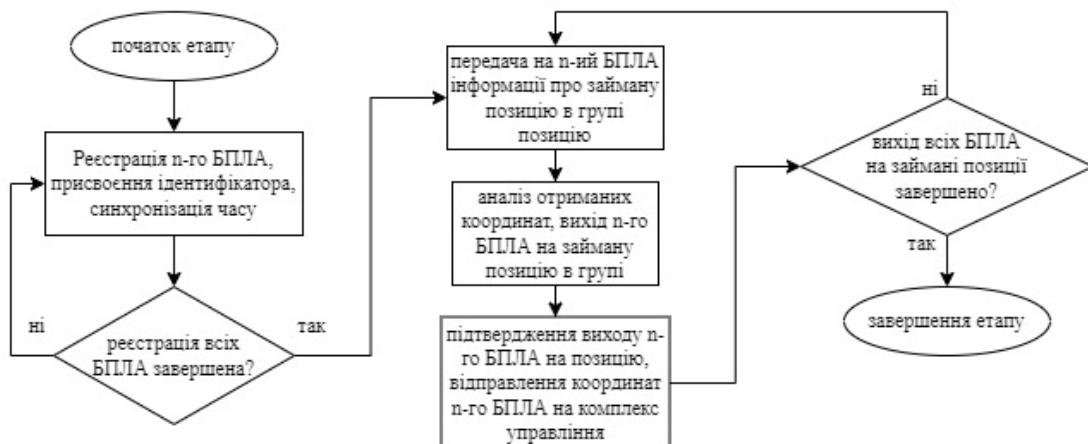 початок етапу
Реєстрація n-го БПЛА,
присвоєння ідентифікатора,
синхронізація часу
ні
так
реєстрація всіх
БПЛА завершена?
передача на n-ий БПЛА
інформації про займану
позицію в групі
позицію
аналіз отриманих
координат, вихід n-го
БПЛА на займану
позицію в групі
підтвердження виходу n-
го БПЛА на позицію,
відправлення координат
n-го БПЛА на комплекс
управління
ні
вихід всіх БПЛА
на займані позиції
завершено?
так
завершення етапу